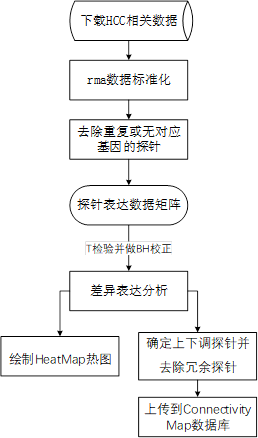 下载HCC相关数据
rma数据标准化
去除重复或无对应
基因的探针
探针表达数据矩阵
T检验并做BH校正
差异表达分析
绘制HeatMap热图
确定上下调探针并
去除冗余探针
上传到Connectivity
Map数据库